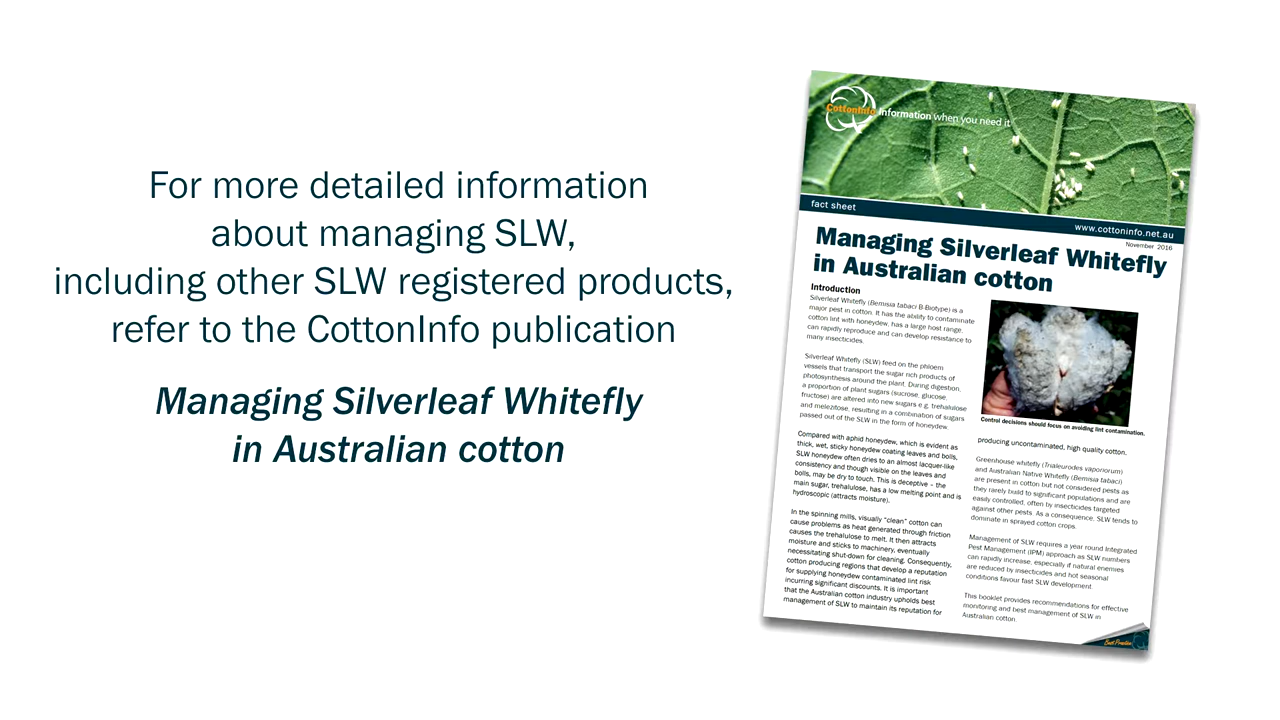 For more detailed information
about managing SLW,
including other SLW registered products,
refer to the CottonInfo publication
Managing Silverleaf Whitefly
in Australian cotton
CottonInfo Information when you need it
fact sheet
www.cottoninfo.net.au
November 2016
Managing Silverleaf Whitefly
in Australian cotton
Introduction
Silverleaf Whitefly (Bemisia tabaci B-Biotype) is a
major pest in cotton. It has the ability to contaminate
cotton lint with honeydew, has a large host range,
can rapidly reproduce and can develop resistance to
many insecticides.
Silverleaf Whitefly (SLW) feed on the phloem
vessels that transport the sugar rich products of
photosynthesis around the plant. During digestion,
a proportion of plant sugars (sucrose, glucose,
fructose) are altered into new sugars e.g. trehalulose
and melezitose, resulting in a combination of sugars
passed out of the SLW in the form of honeydew.
Compared with aphid honeydew, which is evident as
thick, wet, sticky honeydew coating leaves and bolls,
SLW honeydew often dries to an almost lacquer-like
consistency and though visible on the leaves and
bolls, may be dry to touch. This is deceptive – the
main sugar, trehalulose, has a low melting point and is
hydroscopic (attracts moisture).
In the spinning mills, visually “clean” cotton can
cause problems as heat generated through friction
causes the trehalulose to melt. It then attracts
moisture and sticks to machinery, eventually
necessitating shut-down for cleaning. Consequently,
cotton producing regions that develop a reputation
for supplying honeydew contaminated lint risk
incurring significant discounts. It is important
that the Australian cotton industry upholds best
management of SLW to maintain its reputation for
Control decisions should focus on avoiding lint contamination.
producing uncontaminated, high quality cotton.
Greenhouse whitefly (Trialeurodes vaporiorum)
and Australian Native Whitefly (Bemisia tabaci)
are present in cotton but not considered pests as
they rarely build to significant populations and are
easily controlled, often by insecticides targeted
against other pests. As a consequence, SLW tends to
dominate in sprayed cotton crops.
Management of SLW requires a year round Integrated
Pest Management (IPM) approach as SLW numbers
can rapidly increase, especially if natural enemies
are reduced by insecticides and hot seasonal
conditions favour fast SLW development.
This booklet provides recommendations for effective
monitoring and best management of SLW in
Australian cotton.
Best Practice